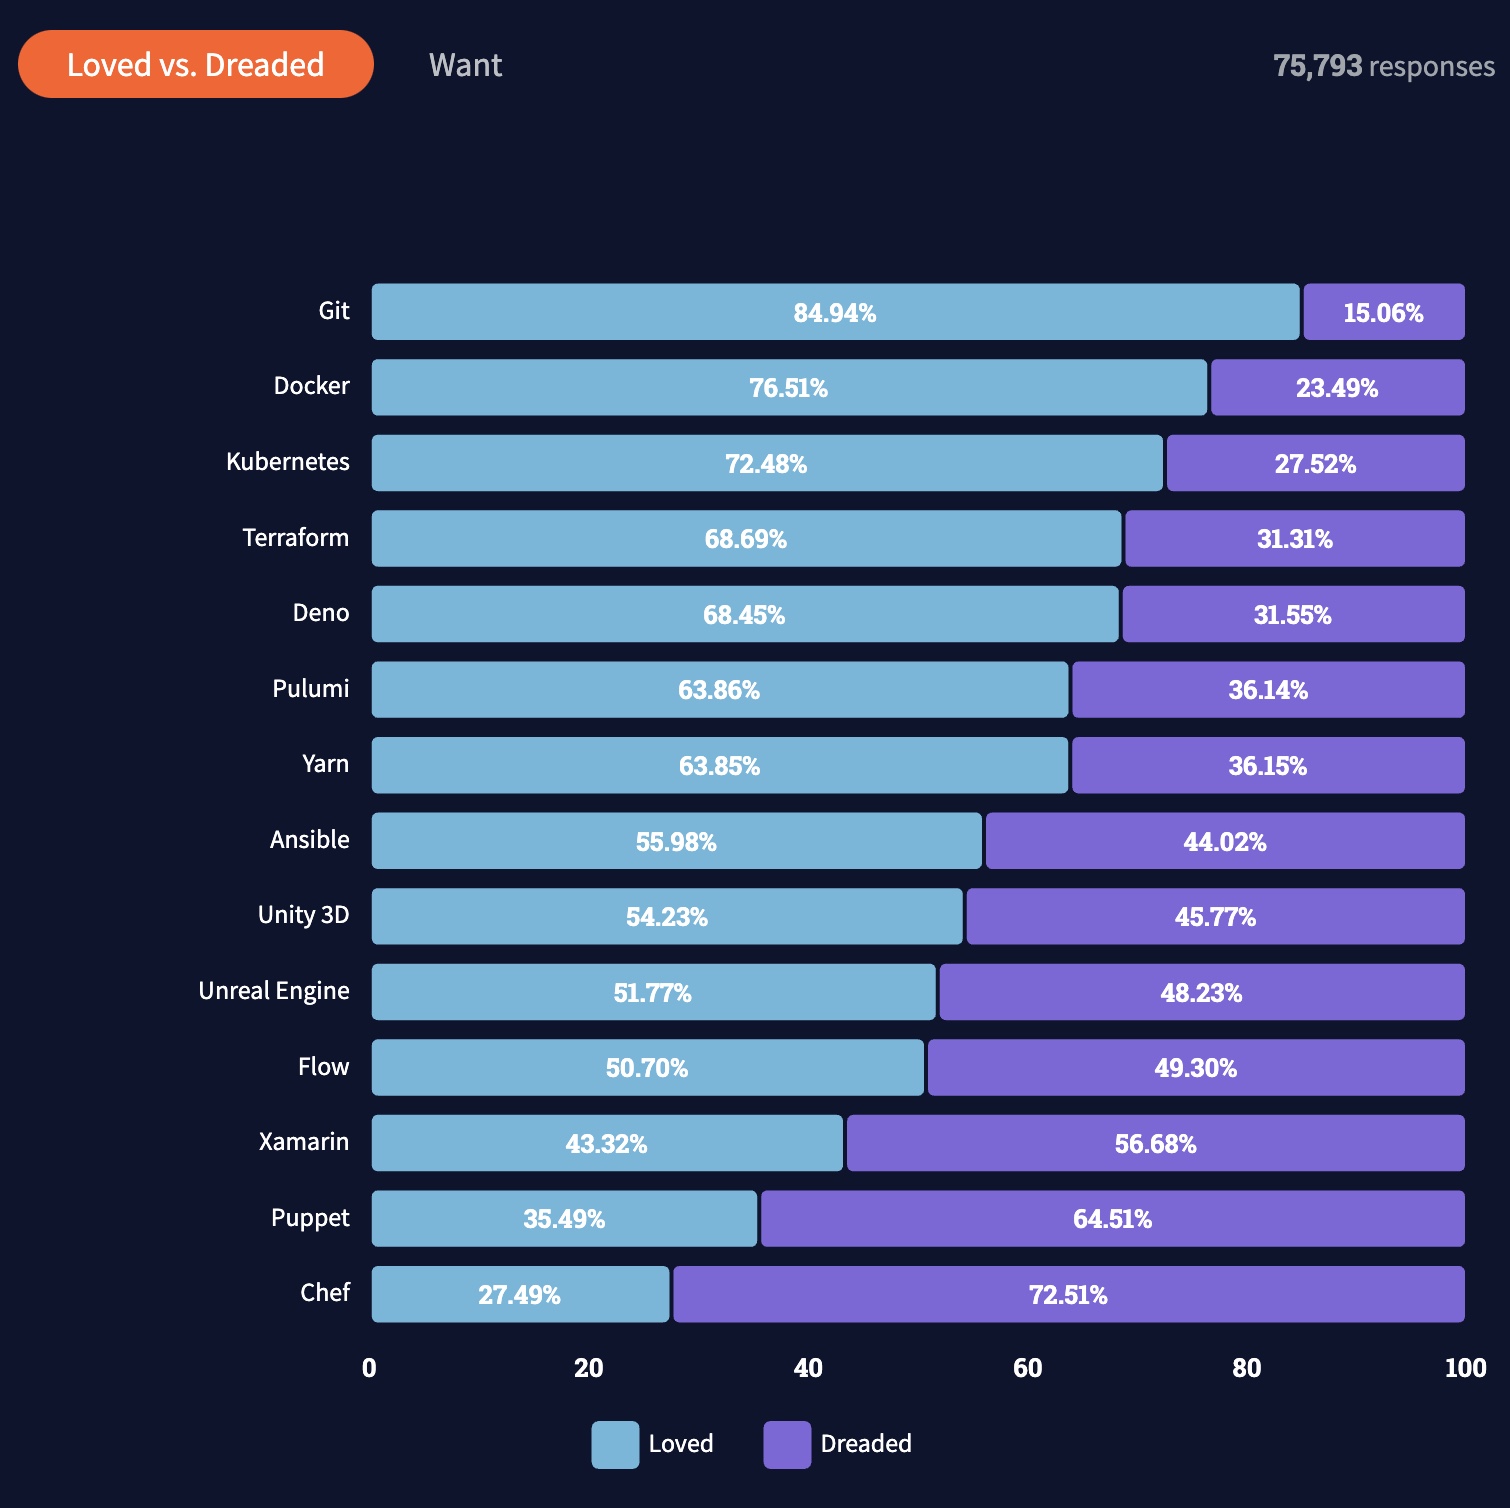 Loved vs. Dreaded Want 75,793 responses
Git 84.94% 15.06%
Docker 76.51% 23.49%
Kubernetes 72.48% 27.52%
Terraform 68.69% 31.31%
Deno 68.45% 31.55%
Pulumi 63.86% 36.14%
Yarn 63.85% 36.15%
Ansible 55.98% 44.02%
Unity 3D 54.23% 45.77%
Unreal Engine 51.77% 48.23%
Flow 50.70% 49.30%
Xamarin 43.32% 56.68%
Puppet 35.49% 64.51%
Chef 27.49% 72.51%
0 20 40 60 80 100
Loved Dreaded